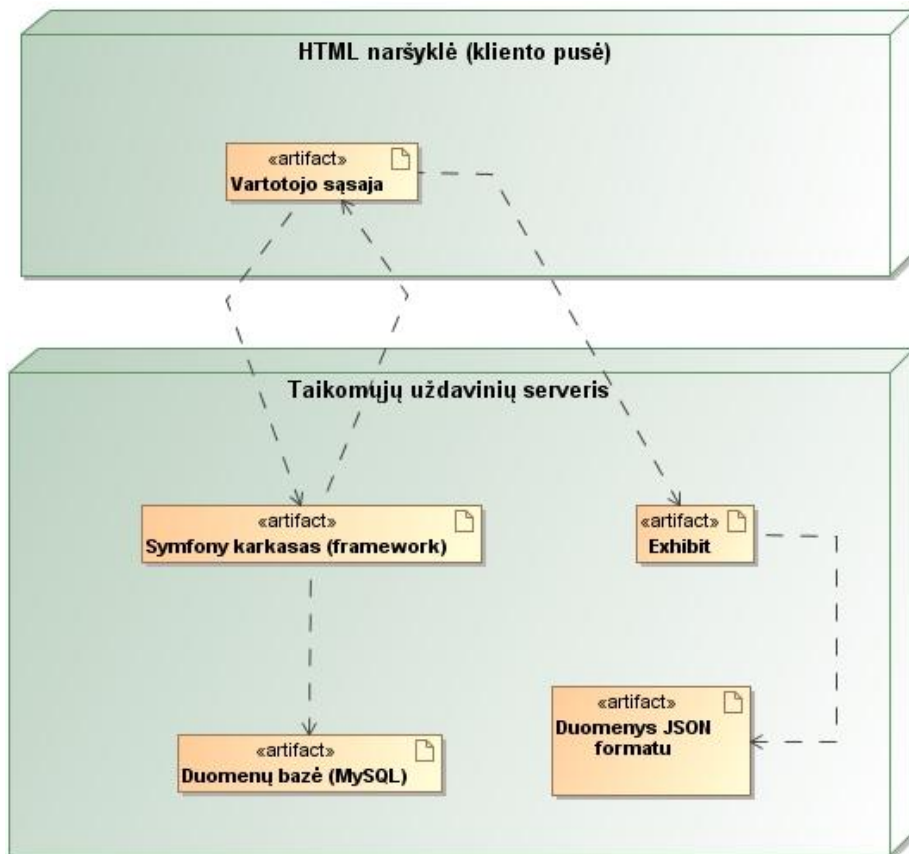 HTML naršyklė (kliento pusė)
«artifact»
Vartotojo sąsaja
Taikomųjų uždavinių serveris
«artifact»
Symfony karkasas (framework)
«artifact»
Exhibit
«artifact»
Duomenų bazė (MySQL)
«artifact»
Duomenys JSON
formatu